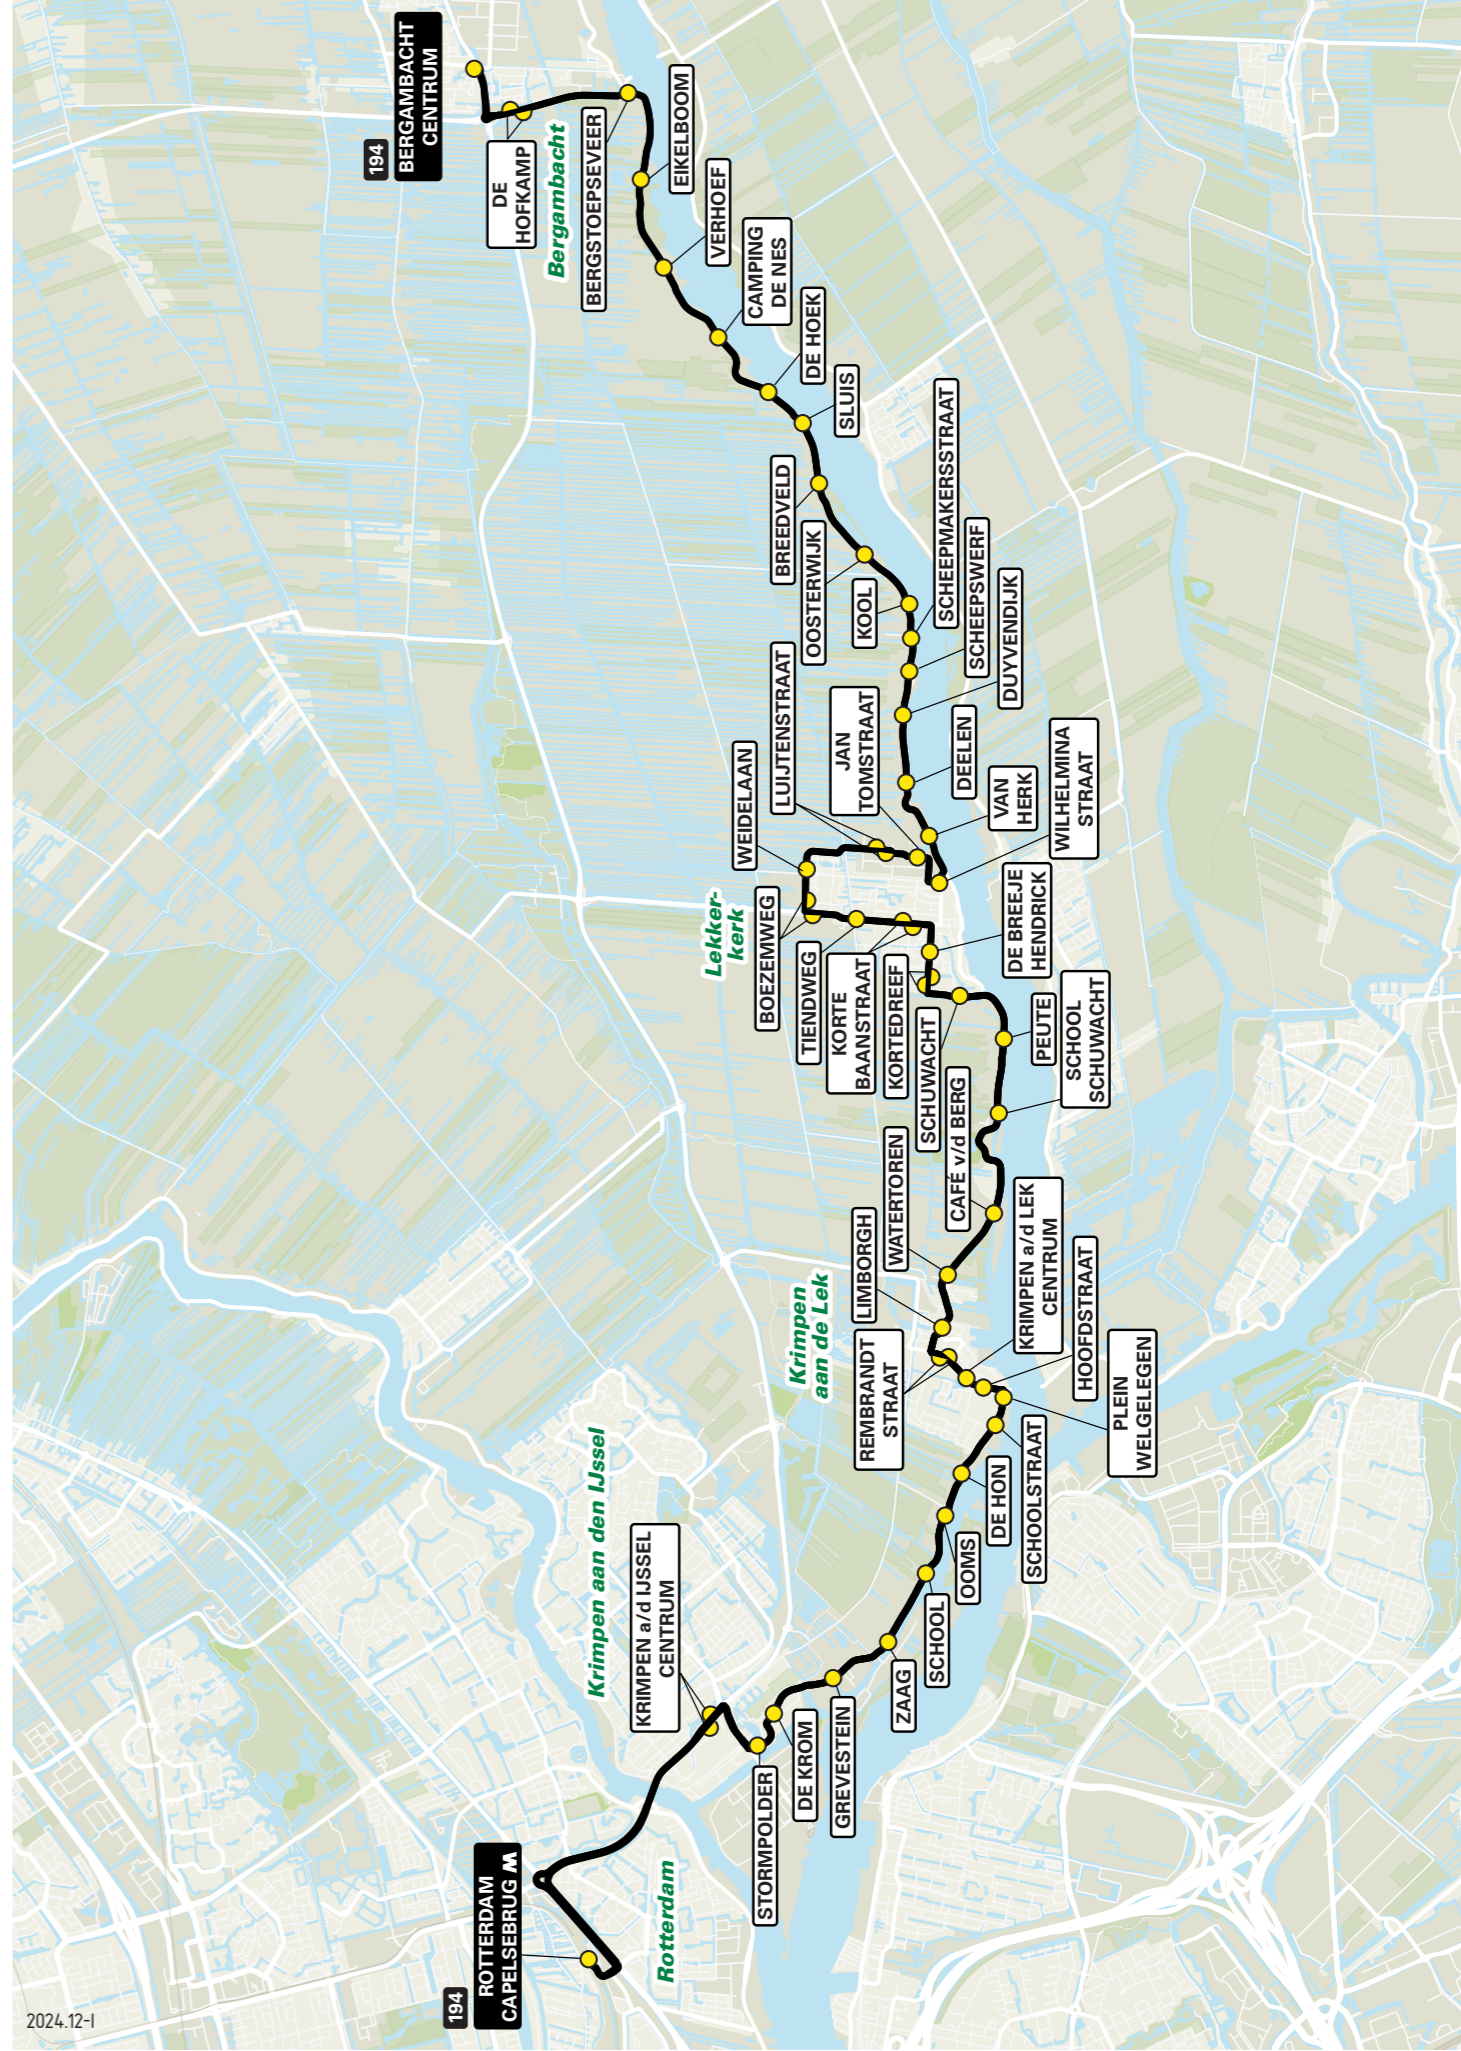 2024.12-I
194
ROTTERDAM
CAPELSEBRUG M
Rotterdam
Krimpen aan den IJssel
KRIMPEN a/d IJSSEL
CENTRUM
STORMPOLDER
DE KROM
GREVESTEIN
ZAAG
SCHOOL
OOMS
DE HON
SCHOOLSTRAAT
PLEIN
WELGELEGEN
HOOFDSTRAAT
KRIMPEN a/d LEK
CENTRUM
REMBRANDT
STRAAT
Krimpen
aan de Lek
LIMBORGH
WATERTOREN
CAFÉ v/d BERG
SCHOOL
SCHUWACHT
PEUTE
SCHUWACHT
KORTEDREEF
DE BREEJE
HENDRICK
KORTE
BAANSTRAAT
TIENDWEG
BOEZEMWEG
Lekker-
kerk
WEIDELAAN
LUIJTENSTRAAT
JAN
TOMSTRAAT
WILHELMINA
STRAAT
VAN
HERK
DEELEN
DUYVENDIJK
SCHEEPSWERF
SCHEEPMAKERSSTRAAT
KOOL
OOSTERWIJK
BREEDVELD
SLUIS
DE HOEK
CAMPING
DE NES
VERHOEF
EIKELBOOM
BERGSTOEPSEVEER
Bergambacht
DE
HOFKAMP
194
BERGAMBACHT
CENTRUM